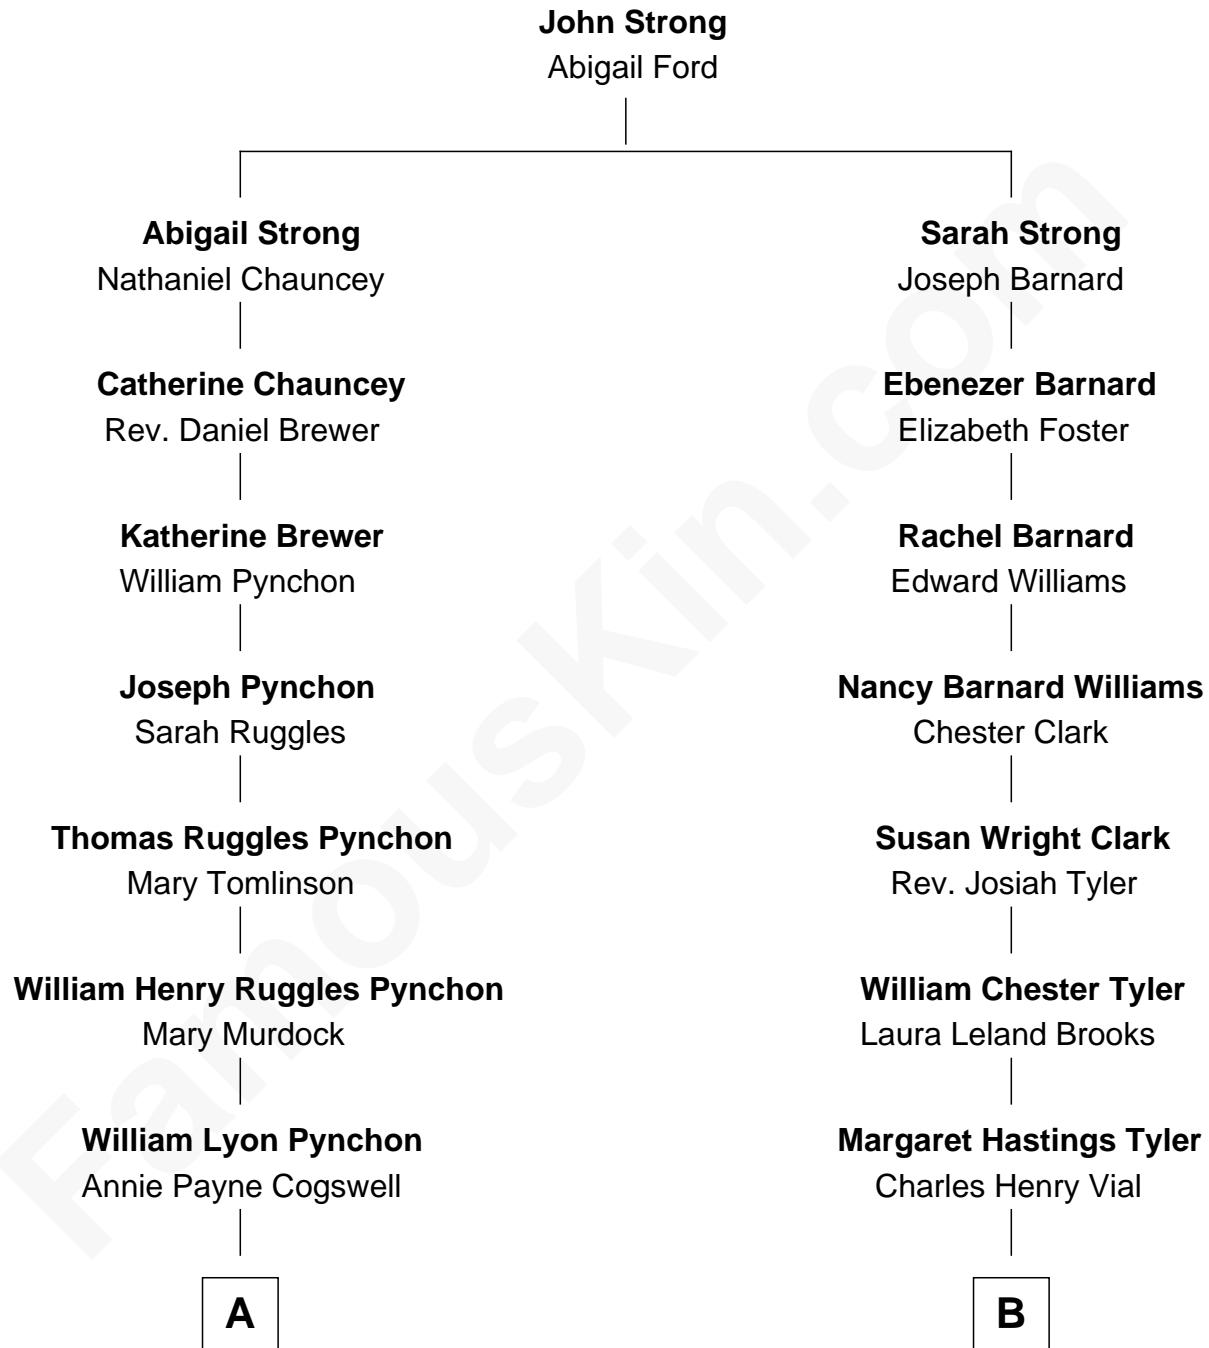 John Strong
Abigail Ford
Abigail Strong
Nathaniel Chauncey
Sarah Strong
Joseph Barnard
Catherine Chauncey
Rev. Daniel Brewer
Ebenezer Barnard
Elizabeth Foster
Katherine Brewer
William Pynchon
Rachel Barnard
Edward Williams
Joseph Pynchon
Sarah Ruggles
Nancy Barnard Williams
Chester Clark
Thomas Ruggles Pynchon
Mary Tomlinson
Susan Wright Clark
Rev. Josiah Tyler
William Henry Ruggles Pynchon
Mary Murdock
William Chester Tyler
Laura Leland Brooks
William Lyon Pynchon
Annie Payne Cogswell
Margaret Hastings Tyler
Charles Henry Vial
A
B
FamousKin.com